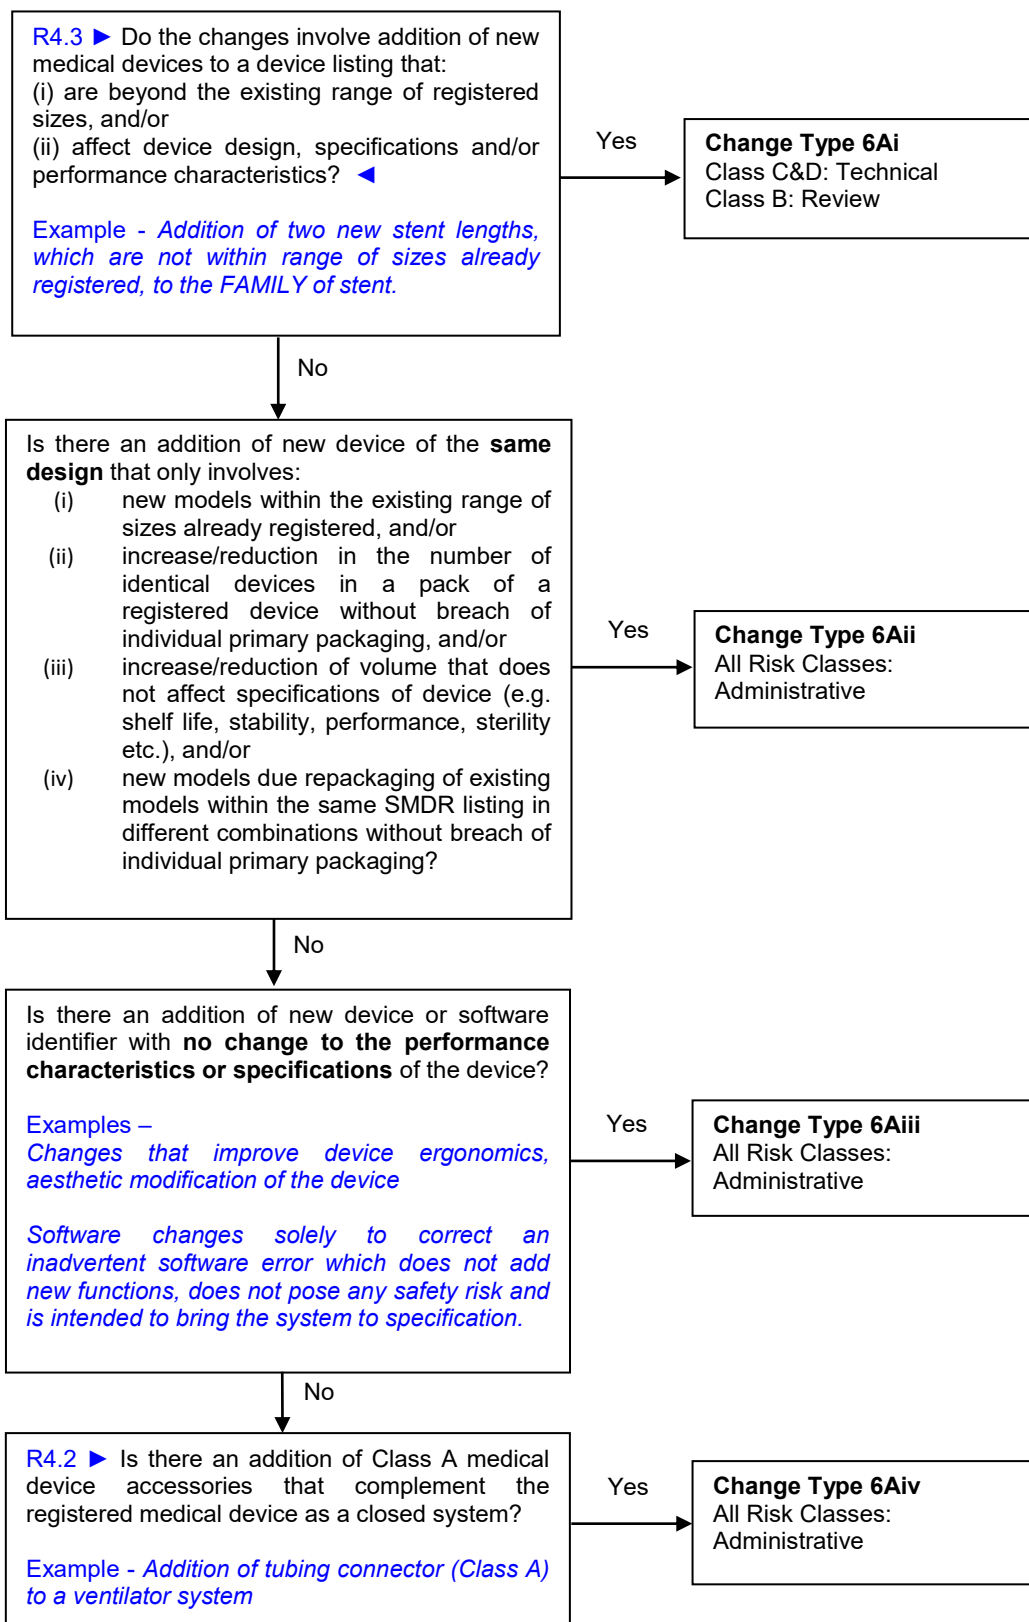 R4.3 ► Do the changes involve addition of new
medical devices to a device listing that:
(i) are beyond the existing range of registered
sizes, and/or
(ii) affect device design, specifications and/or
performance characteristics? ◄
Example - Addition of two new stent lengths,
which are not within range of sizes already
registered, to the FAMILY of stent.
Yes
Change Type 6Ai
Class C&D: Technical
Class B: Review
No
Is there an addition of new device of the same
design that only involves:
(i) new models within the existing range of
sizes already registered, and/or
(ii) increase/reduction in the number of
identical devices in a pack of a
registered device without breach of
individual primary packaging, and/or
(iii) increase/reduction of volume that does
not affect specifications of device (e.g.
shelf life, stability, performance, sterility
etc.), and/or
(iv) new models due repackaging of existing
models within the same SMDR listing in
different combinations without breach of
individual primary packaging?
Yes
Change Type 6Aii
All Risk Classes:
Administrative
No
Is there an addition of new device or software
identifier with no change to the performance
characteristics or specifications of the device?
Examples –
Changes that improve device ergonomics,
aesthetic modification of the device
Software changes solely to correct an
inadvertent software error which does not add
new functions, does not pose any safety risk and
is intended to bring the system to specification.
Yes
Change Type 6Aiii
All Risk Classes:
Administrative
No
R4.2 ► Is there an addition of Class A medical
device accessories that complement the
registered medical device as a closed system?
Example - Addition of tubing connector (Class A)
to a ventilator system
Yes
Change Type 6Aiv
All Risk Classes:
Administrative